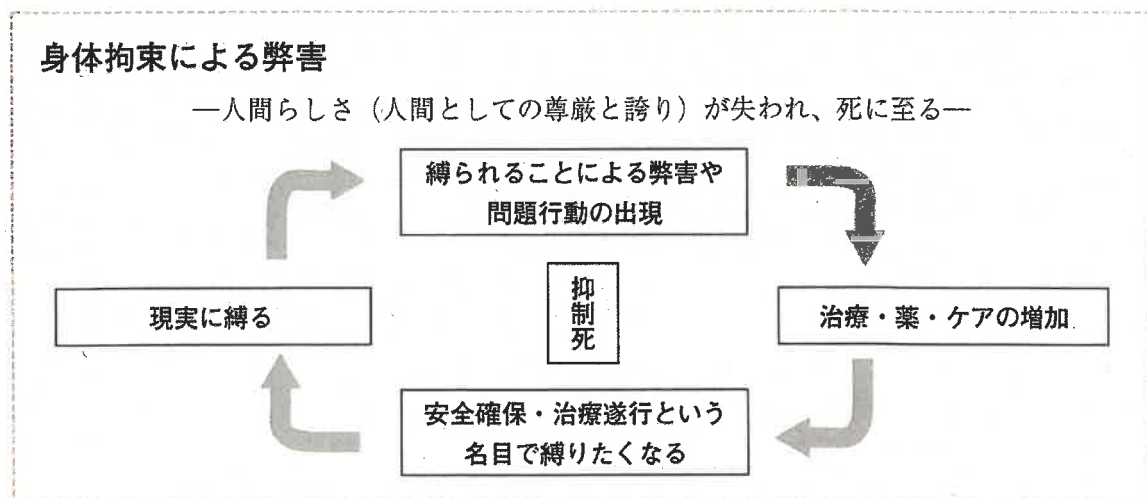 身体拘束による弊害
―人間らしさ（人間としての尊厳と誇り）が失われ、死に至る―
縛られることによる弊害や
問題行動の出現
現実に縛る
抑制死
治療・薬・ケアの増加
安全確保・治療遂行という
名目で縛りたくなる